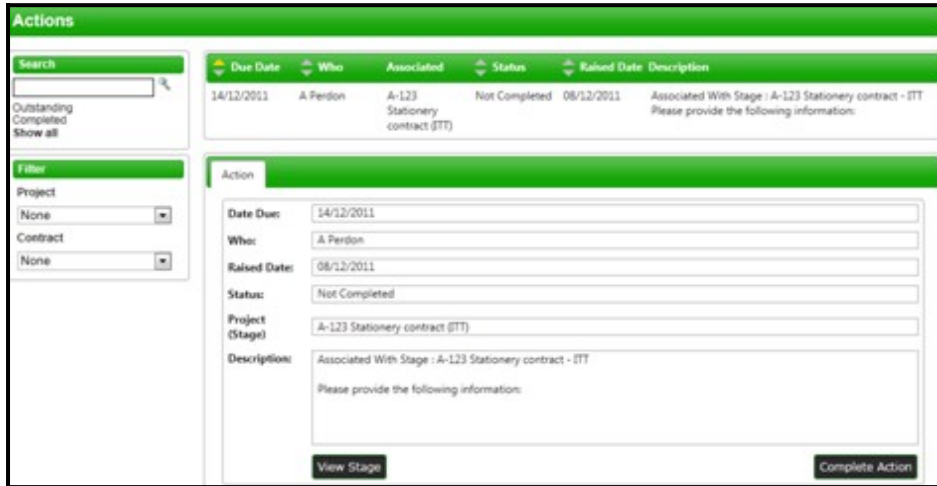 Actions
Search
Outstanding
Completed
Show all
Filter
Project
None
Contract
None
Due Date Who Associated Status Raised Date Description
14/12/2011 A Perdon A-123 Not Completed 08/12/2011 Associated With Stage : A-123 Stationery contract - ITT
Stationery Please provide the following information:
contract (ITT)
Action
Date Due: 14/12/2011
Who: A Perdon
Raised Date: 08/12/2011
Status: Not Completed
Project
(Stage) A-123 Stationery contract (ITT)
Description: Associated With Stage : A-123 Stationery contract - ITT
Please provide the following information:
View Stage Complete Action